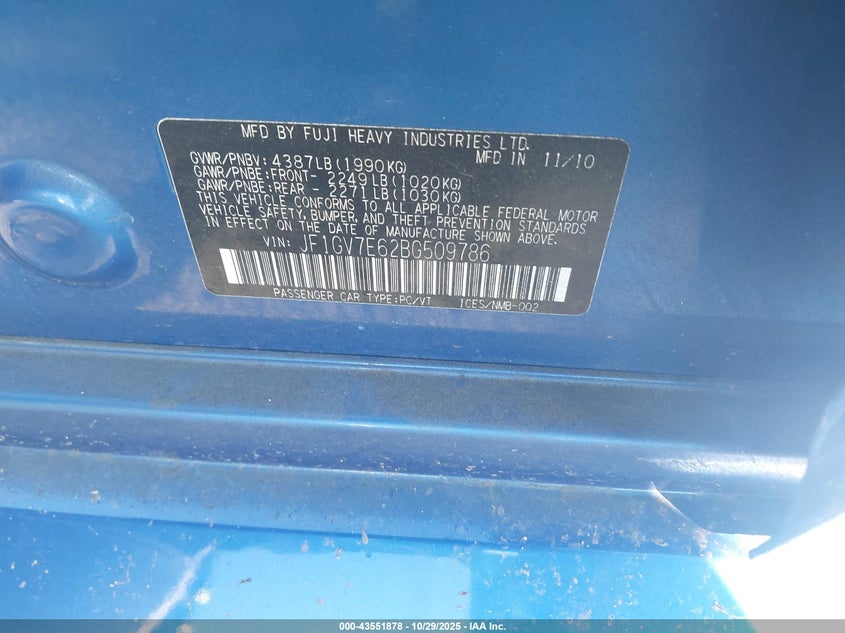 MFD BY FUJI HEAVY INDUSTRIES LTD.
GVWR/PNBV: 4387LB(1990KG) MFD IN 11/10
GAWR/PNBE:FRONT- 2249LB(1020KG)
GAWR/PNBE:REAR - 2271LB(1030KG)
THIS VEHICLE CONFORMS TO ALL APPLICABLE FEDERAL MOTOR
VEHICLE SAFETY, BUMPER, AND THEFT PREVENTION STANDARDS
IN EFFECT ON THE DATE OF MANUFACTURE SHOWN ABOVE.
VIN: JF1GV7E62BG509786
PASSENGER CAR TYPE:PC/VT ICES/NMB-002
000-43551878 - 10/29/2025 - IAA Inc.